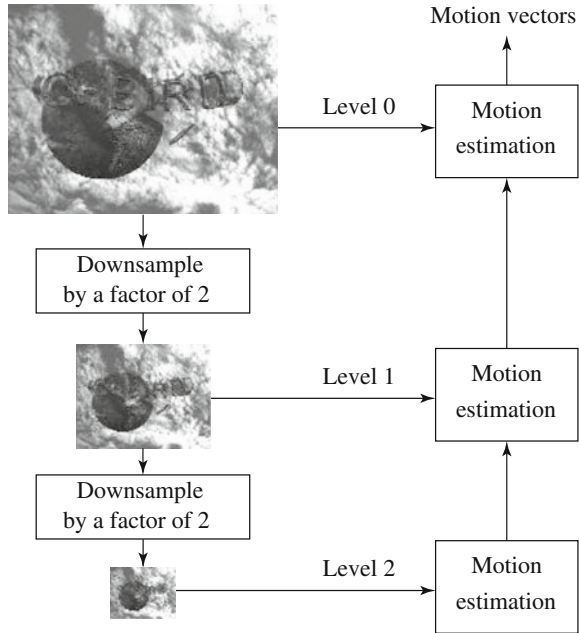 Motion vectors
C-BIRD
Level 0
Motion
estimation
Downsample
by a factor of 2
Level 1
Motion
estimation
Downsample
by a factor of 2
Level 2
Motion
estimation